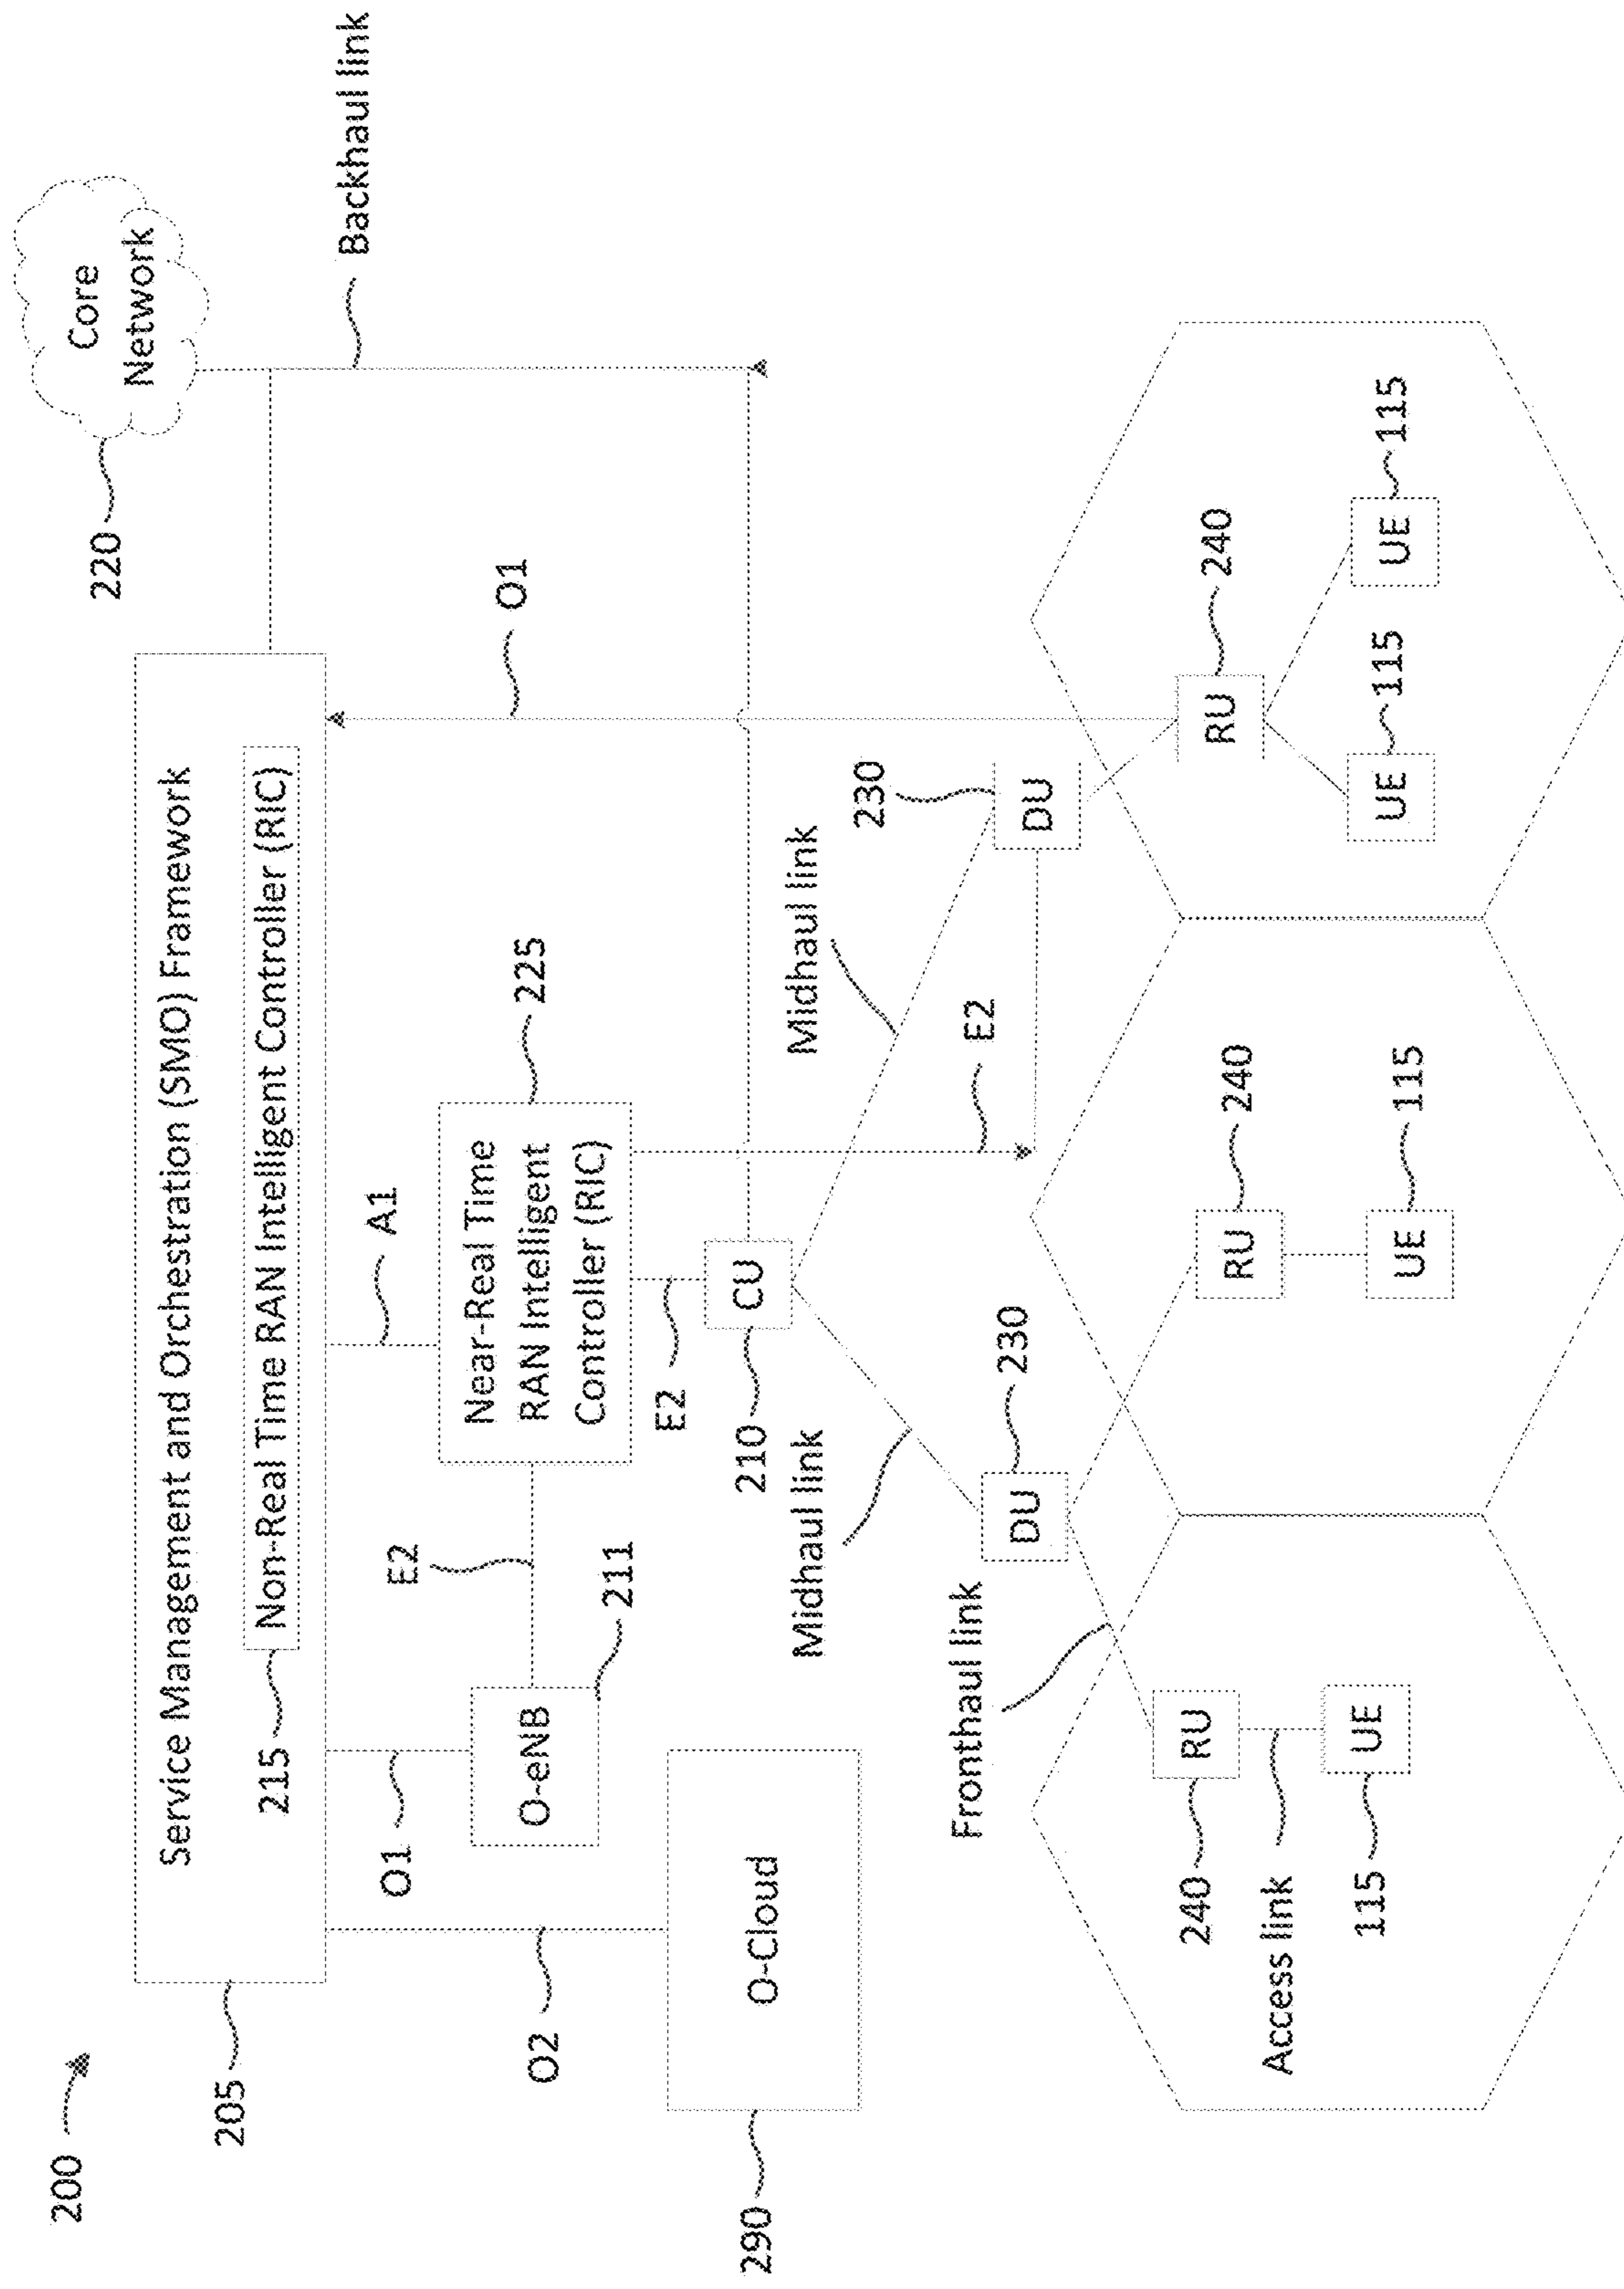 200
205
Service Management and Orchestration (SMO) Framework
215
Non-Real Time RAN Intelligent Controller (RIC)
220
Core
Network
Backhaul link
O2
O1
E2
A1
O1
O-eNB
211
Near-Real Time
RAN Intelligent
Controller (RIC)
225
290
O-Cloud
E2
210
CU
Midhaul link
Midhaul link
230
E2
DU
230
DU
Fronthaul link
240
RU
Access link
115
UE
RU
240
UE
115
RU
240
UE
115
UE
115